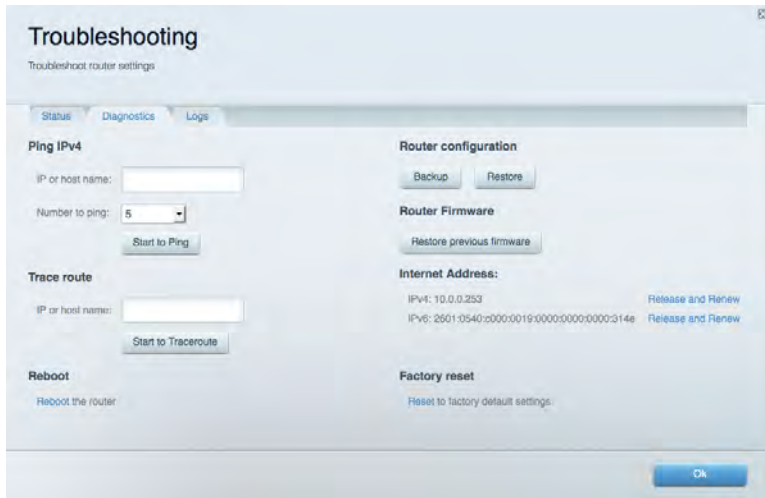 Troubleshooting
Troubleshoot router settings
Status
Diagnostics
Logs
Ping IPv4
IP or host name:
Number to ping: 5
Start to Ping
Trace route
IP or host name:
Start to Traceroute
Reboot
Reboot the router
Router configuration
Backup
Restore
Router Firmware
Restore previous firmware
Internet Address:
IPv4: 10.0.0.253 Release and Renew
IPv6: 2601:0540:c000:0019:0000:0000:0000:314e Release and Renew
Factory reset
Reset to factory default settings
Ok